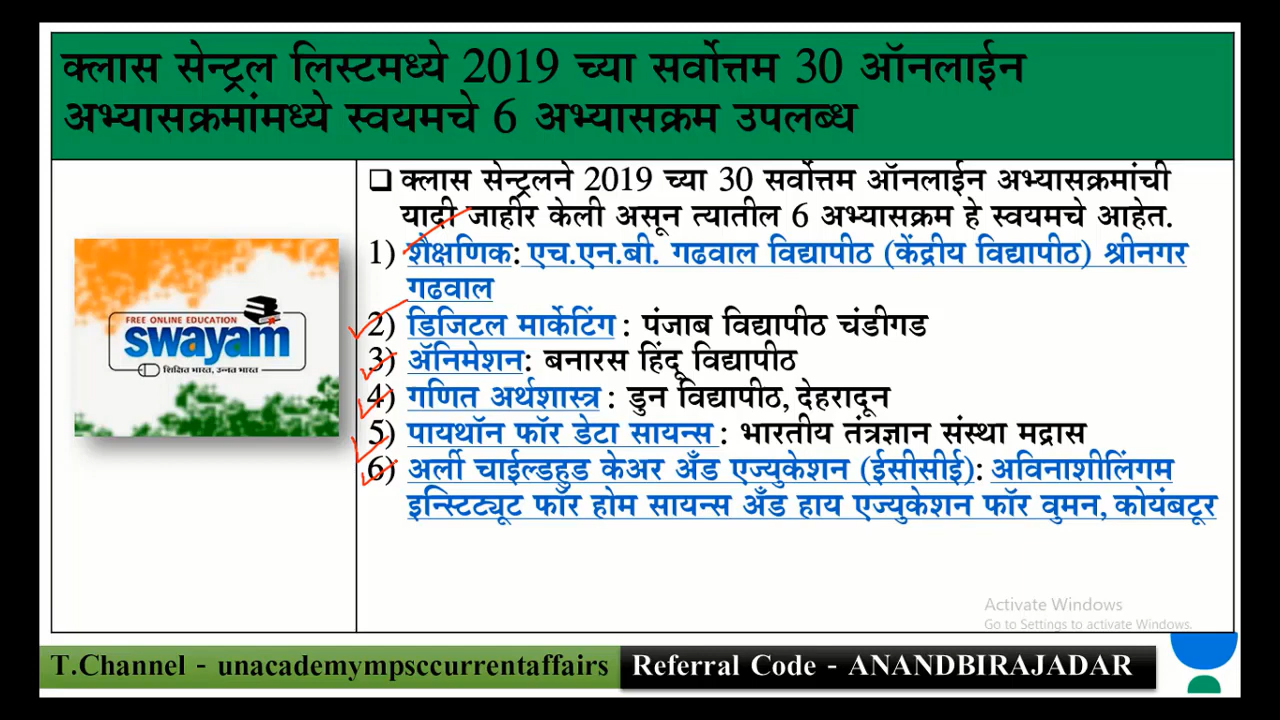 क्लास सेन्ट्रल लिस्टमध्ये 2019 च्या सर्वोत्तम 30 ऑनलाईन
अभ्यासक्रमांमध्ये स्वयमचे 6 अभ्यासक्रम उपलब्ध
❑ क्लास सेन्ट्रलने 2019 च्या 30 सर्वोत्तम ऑनलाईन अभ्यासक्रमांची
यादी जाहीर केली असून त्यातील 6 अभ्यासक्रम हे स्वयमचे आहेत.
1) शैक्षणिक: एच.एन.बी. गढवाल विद्यापीठ (केंद्रीय विद्यापीठ) श्रीनगर
गढवाल
2) डिजिटल मार्केटिंग : पंजाब विद्यापीठ चंडीगड
3) ॲनिमेशन: बनारस हिंदू विद्यापीठ
4) गणित अर्थशास्त्र : डुन विद्यापीठ, देहरादून
5) पायथॉन फॉर डेटा सायन्स : भारतीय तंत्रज्ञान संस्था मद्रास
6) अर्ली चाईल्डहुड केअर अँड एज्युकेशन (ईसीसीई): अविनाशीलिंगम
इन्स्टिट्यूट फॉर होम सायन्स अँड हाय एज्युकेशन फॉर वुमन, कोयंबटूर
FREE ONLINE EDUCATION
swayam
शिक्षित भारत, उन्नत भारत
Activate Windows
Go to Settings to activate Windows.
T.Channel - unacademympsccurrentaffairs
Referral Code - ANANDBIRAJADAR